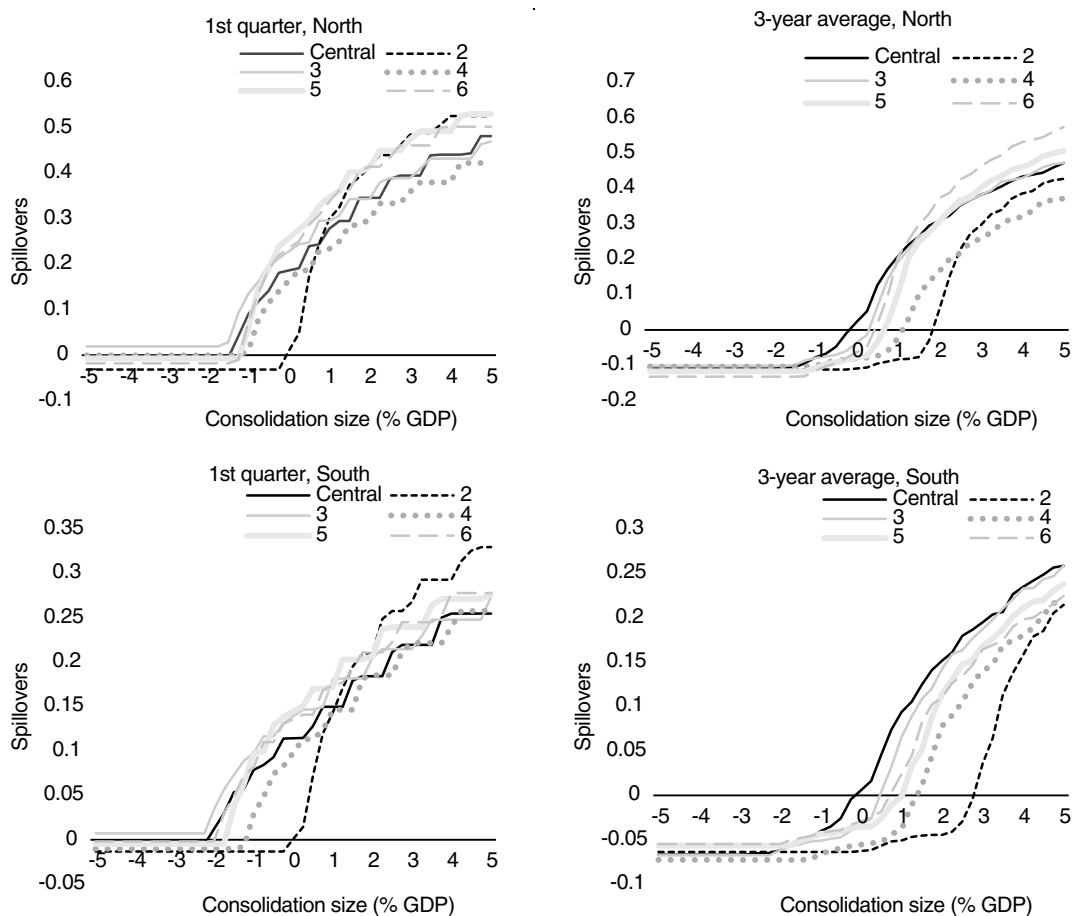 1st quarter, North
Central 2
3 4
5 6
0.6
0.5
0.4
0.3
0.2
0.1
0
-0.1
Spillovers
-5 -4 -3 -2 -1 0 1 2 3 4 5
Consolidation size (% GDP)
3-year average, North
Central 2
3 4
5 6
0.7
0.6
0.5
0.4
0.3
0.2
0.1
0
-0.1
-0.2
Spillovers
-5 -4 -3 -2 -1 0 1 2 3 4 5
Consolidation size (% GDP)
1st quarter, South
Central 2
3 4
5 6
0.35
0.3
0.25
0.2
0.15
0.1
0.05
0
-0.05
Spillovers
-5 -4 -3 -2 -1 0 1 2 3 4 5
Consolidation size (% GDP)
3-year average, South
Central 2
3 4
5 6
0.3
0.25
0.2
0.15
0.1
0.05
0
-0.05
-0.1
Spillovers
-5 -4 -3 -2 -1 0 1 2 3 4 5
Consolidation size (% GDP)